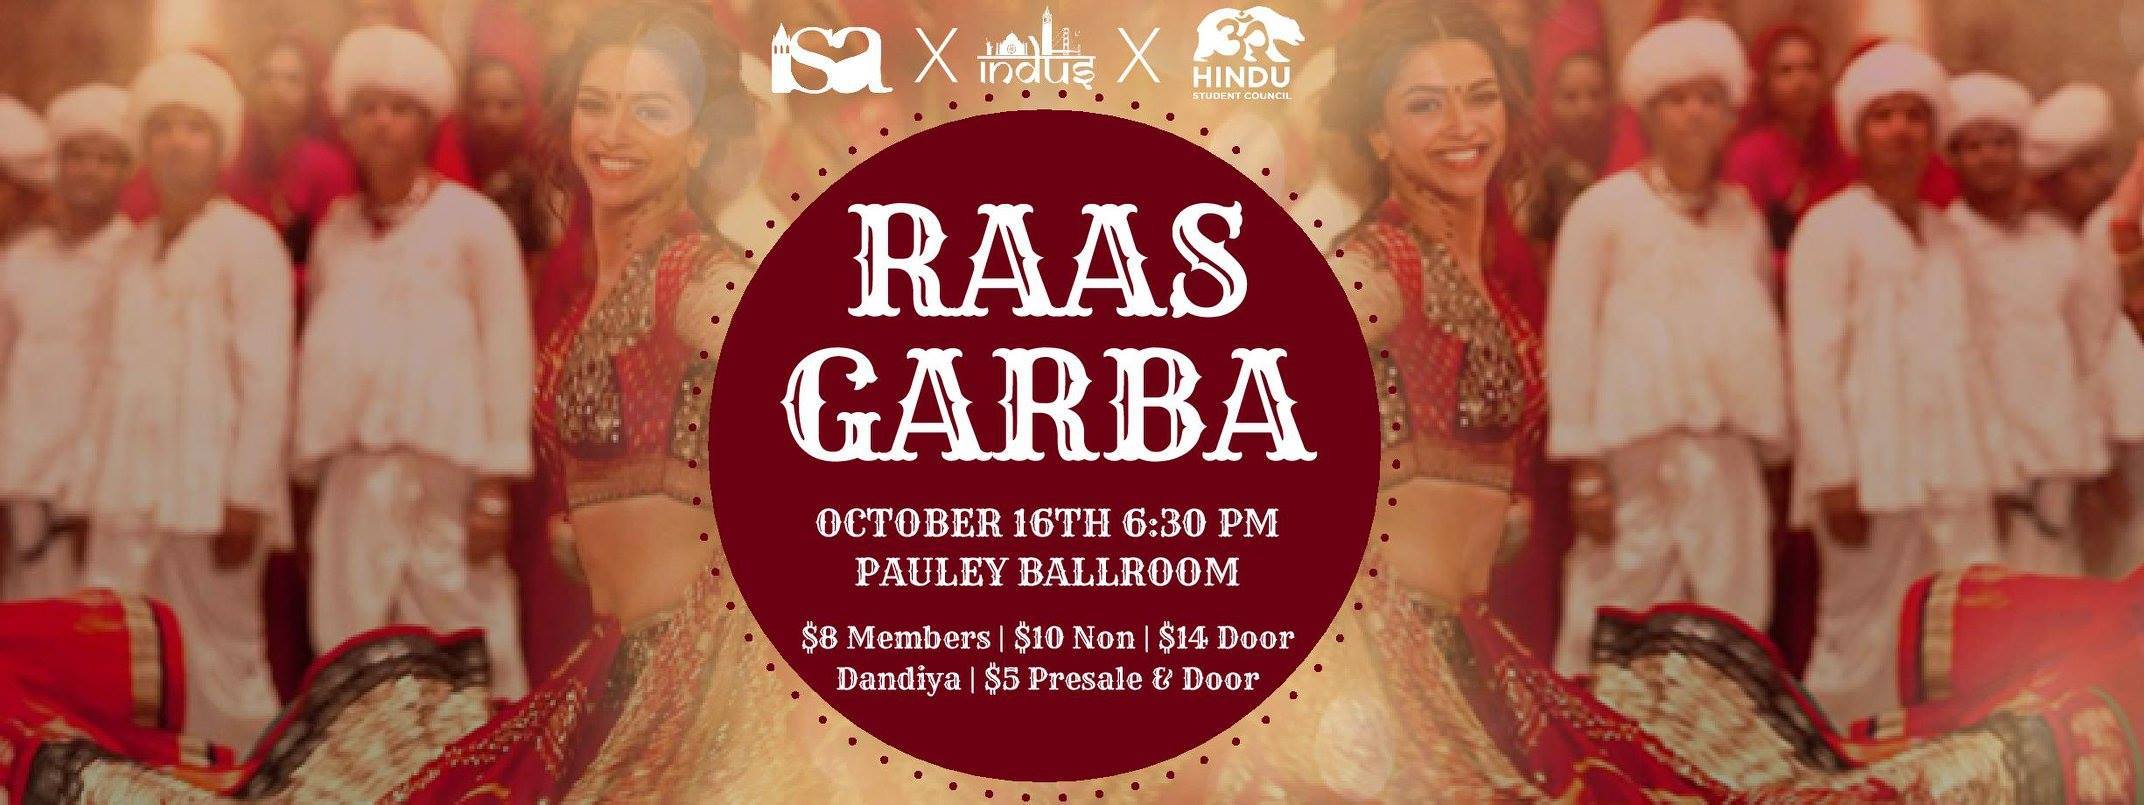 isa X indus X HINDU
STUDENT COUNCIL
RAAS
GARBA
OCTOBER 16TH 6:30 PM
PAULEY BALLROOM
$8 Members | $10 Non | $14 Door
Dandiya | $5 Presale & Door